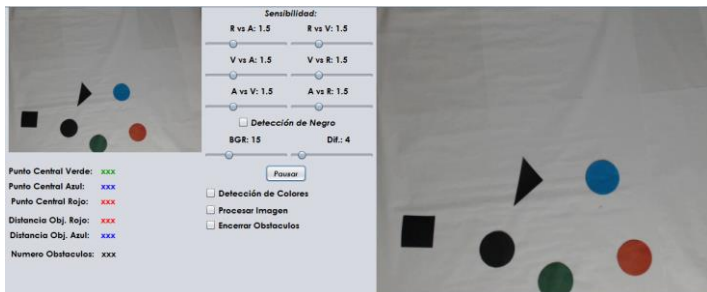 Sensibilidad:
R vs A: 1.5 R vs V: 1.5
V vs A: 1.5 V vs R: 1.5
A vs V: 1.5 A vs R: 1.5
Detección de Negro
BGR: 15 Dif.: 4
Pausar
Detección de Colores
Procesar Imagen
Encerrar Obstaculos
Punto Central Verde: xxx
Punto Central Azul: xxx
Punto Central Rojo: xxx
Distancia Obj. Rojo: xxx
Distancia Obj. Azul: xxx
Numero Obstaculos: xxx